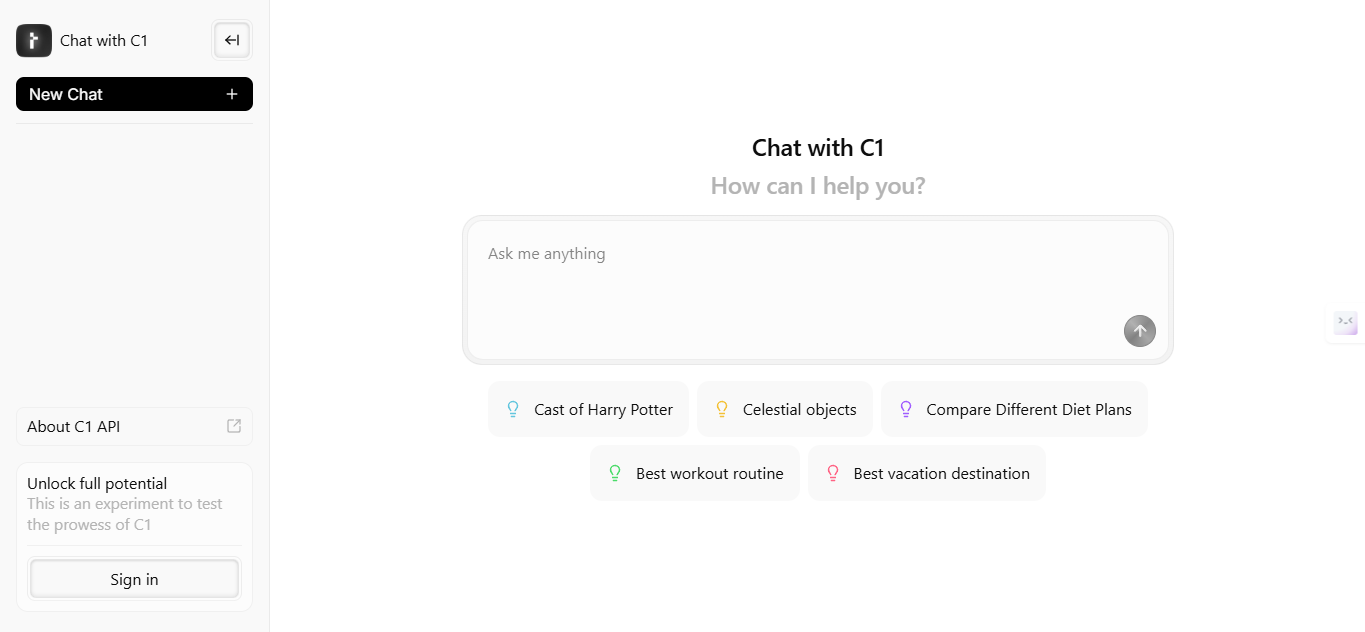 Chat with C1
New Chat
About C1 API
Unlock full potential
This is an experiment to test
the prowess of C1
Sign in
Chat with C1
How can I help you?
Ask me anything
Cast of Harry Potter
Celestial objects
Compare Different Diet Plans
Best workout routine
Best vacation destination